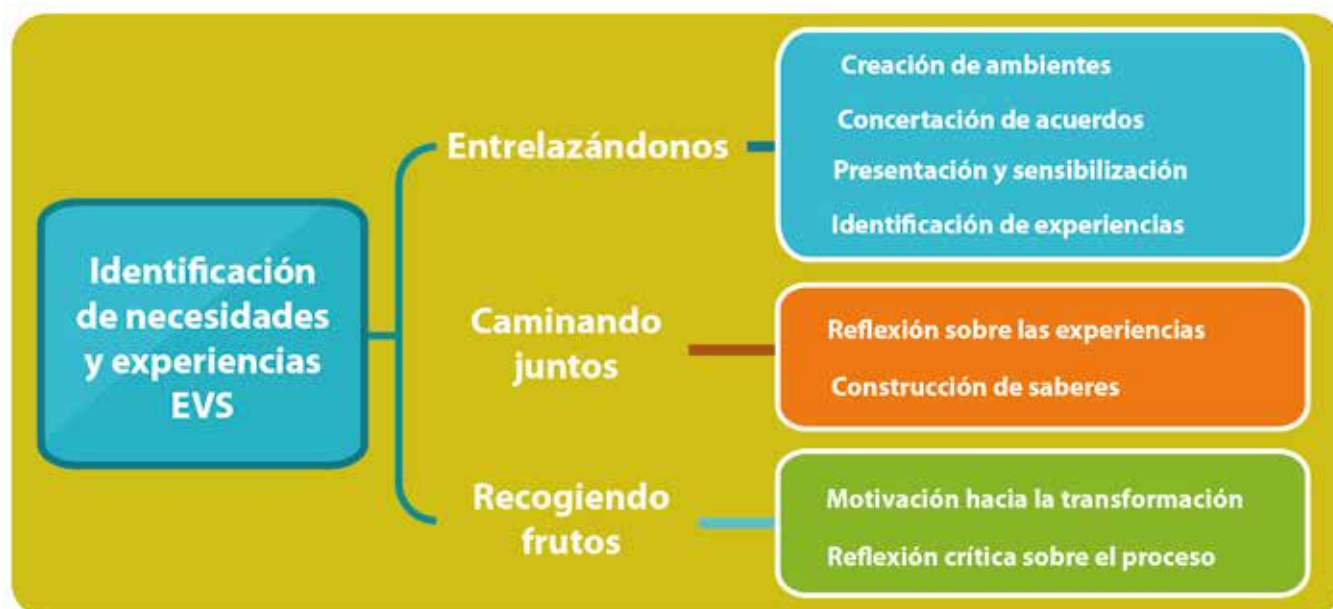 Identificación
de necesidades
y experiencias
EVS
Entrelazándonos
Creación de ambientes
Concertación de acuerdos
Presentación y sensibilización
Identificación de experiencias
Caminando
juntos
Reflexión sobre las experiencias
Construcción de saberes
Recogiendo
frutos
Motivación hacia la transformación
Reflexión crítica sobre el proceso